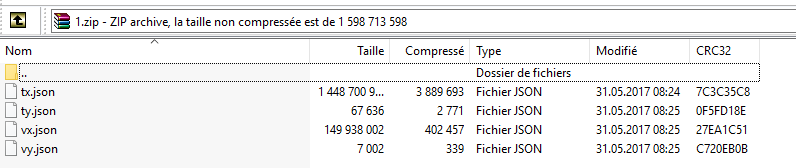 1.zip - ZIP archive, la taille non compressée est de 1 598 713 598
Nom Taille Compressé Type Modifié CRC32
.. Dossier de fichiers
tx.json 1 448 700 9... 3 889 693 Fichier JSON 31.05.2017 08:24 7C3C35C8
ty.json 67 636 2 771 Fichier JSON 31.05.2017 08:25 0F5FD18E
vx.json 149 938 002 402 457 Fichier JSON 31.05.2017 08:25 27EA1C51
vy.json 7 002 339 Fichier JSON 31.05.2017 08:25 C720EB0B